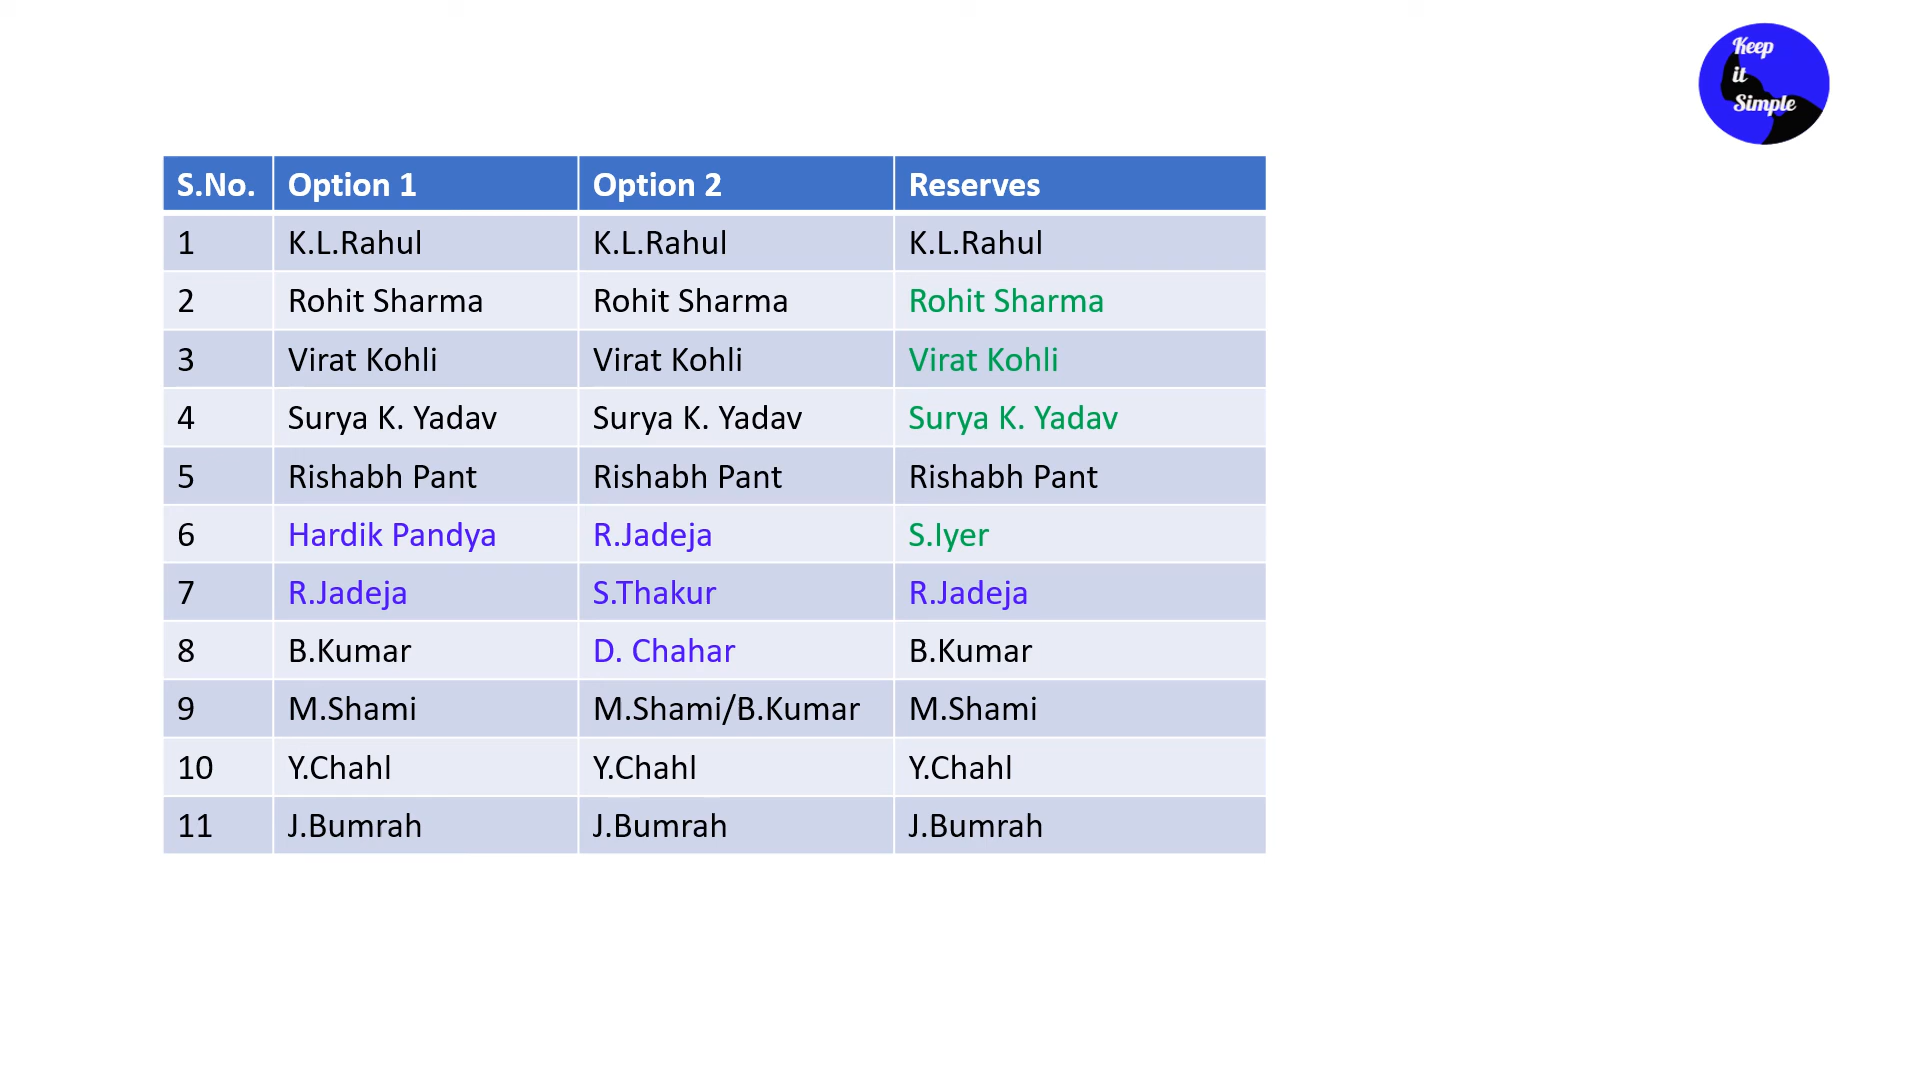 Keep
it
Simple
S.No. Option 1 Option 2 Reserves
1 K.L.Rahul K.L.Rahul K.L.Rahul
2 Rohit Sharma Rohit Sharma Rohit Sharma
3 Virat Kohli Virat Kohli Virat Kohli
4 Surya K. Yadav Surya K. Yadav Surya K. Yadav
5 Rishabh Pant Rishabh Pant Rishabh Pant
6 Hardik Pandya R.Jadeja S.Iyer
7 R.Jadeja S.Thakur R.Jadeja
8 B.Kumar D. Chahar B.Kumar
9 M.Shami M.Shami/B.Kumar M.Shami
10 Y.Chahl Y.Chahl Y.Chahl
11 J.Bumrah J.Bumrah J.Bumrah